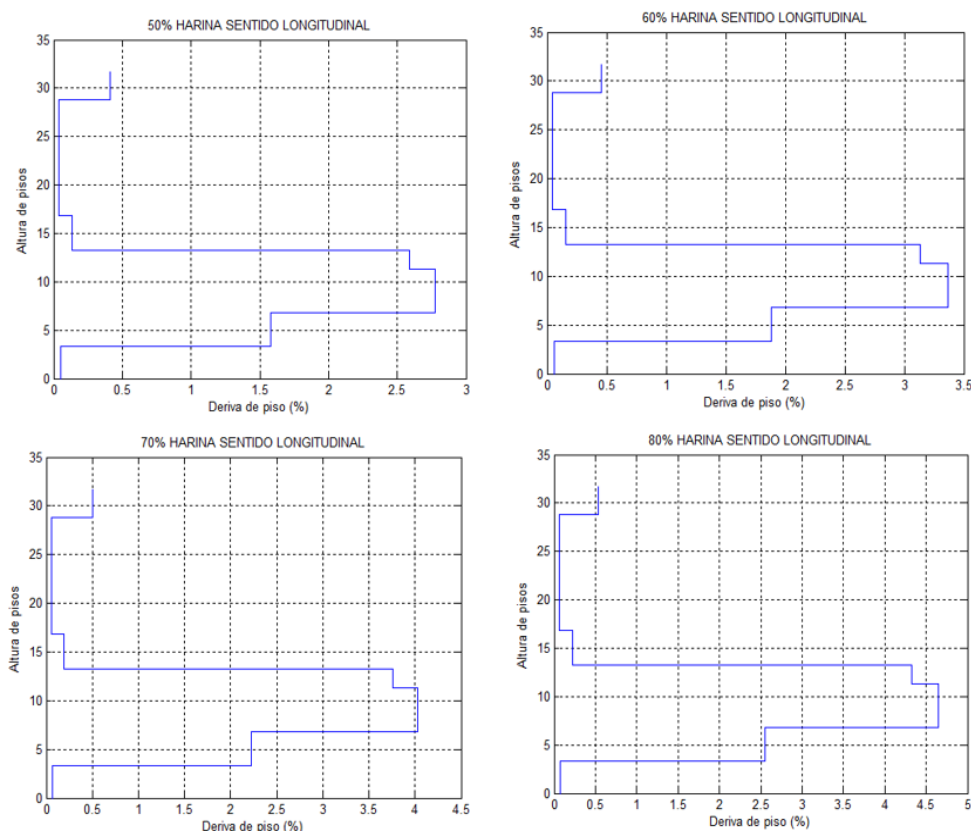 50% HARINA SENTIDO LONGITUDINAL
35
30
25
20
15
10
5
0
Altura de pisos
0 0.5 1 1.5 2 2.5 3
Deriva de piso (%)
60% HARINA SENTIDO LONGITUDINAL
35
30
25
20
15
10
5
0
Altura de pisos
0 0.5 1 1.5 2 2.5 3 3.5
Deriva de piso (%)
70% HARINA SENTIDO LONGITUDINAL
35
30
25
20
15
10
5
0
Altura de pisos
0 0.5 1 1.5 2 2.5 3 3.5 4 4.5
Deriva de piso (%)
80% HARINA SENTIDO LONGITUDINAL
35
30
25
20
15
10
5
0
Altura de pisos
0 0.5 1 1.5 2 2.5 3 3.5 4 4.5 5
Deriva de piso (%)